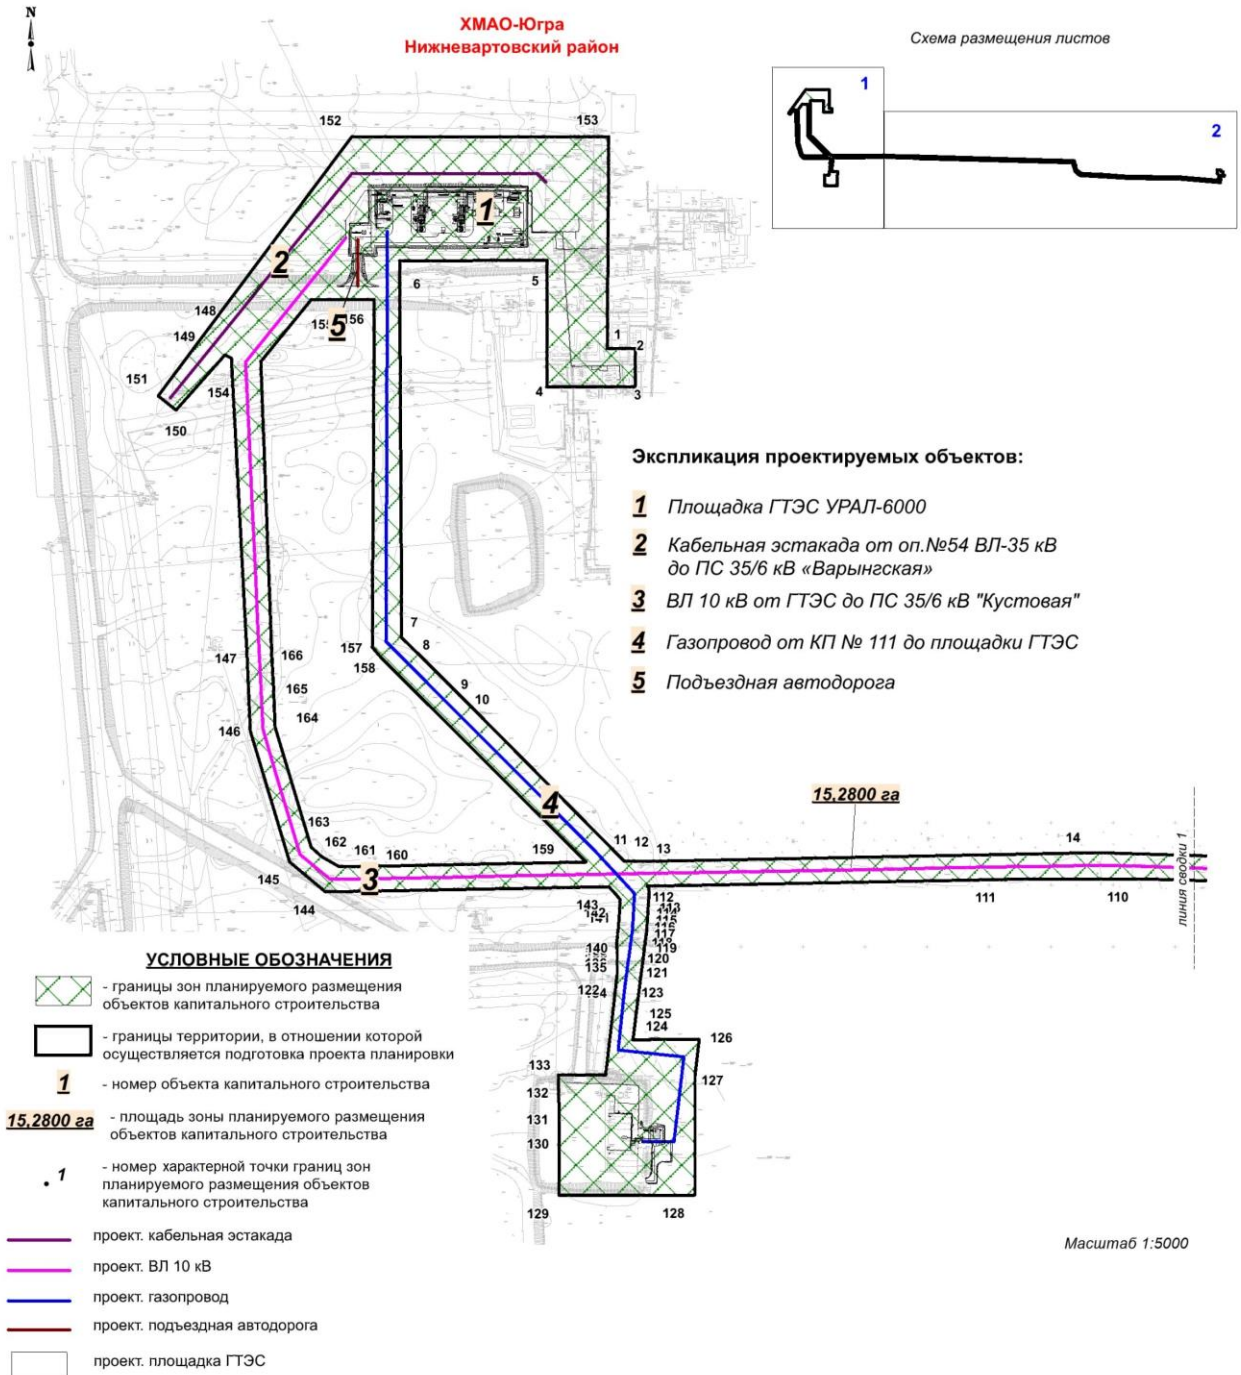 N
ХМАО-Югра
Нижневартовский район
Схема размещения листов
1
2
152
153
1
2
6
5
148
149
155
156
5
1
2
151
154
4
3
150
Экспликация проектируемых объектов:
1 Площадка ГТЭС УРАЛ-6000
2 Кабельная эстакада от оп.№54 ВЛ-35 кВ
до ПС 35/6 кВ «Варынгская»
3 ВЛ 10 кВ от ГТЭС до ПС 35/6 кВ "Кустовая"
4 Газопровод от КП № 111 до площадки ГТЭС
5 Подъездная автодорога
7
8
157
158
147
166
9
10
165
164
146
4
15,2800 га
163
162
161
160
159
11
12
13
14
145
3
144
143
142
112
111
110
линия сводки 1
115
116
117
118
119
140
135
120
121
122
123
125
124
126
133
127
132
131
130
129
128
УСЛОВНЫЕ ОБОЗНАЧЕНИЯ
- границы зон планируемого размещения
объектов капитального строительства
- границы территории, в отношении которой
осуществляется подготовка проекта планировки
1 - номер объекта капитального строительства
15,2800 га - площадь зоны планируемого размещения
объектов капитального строительства
1 - номер характерной точки границ зон
планируемого размещения объектов
капитального строительства
проект. кабельная эстакада
проект. ВЛ 10 кВ
проект. газопровод
проект. подъездная автодорога
проект. площадка ГТЭС
Масштаб 1:5000